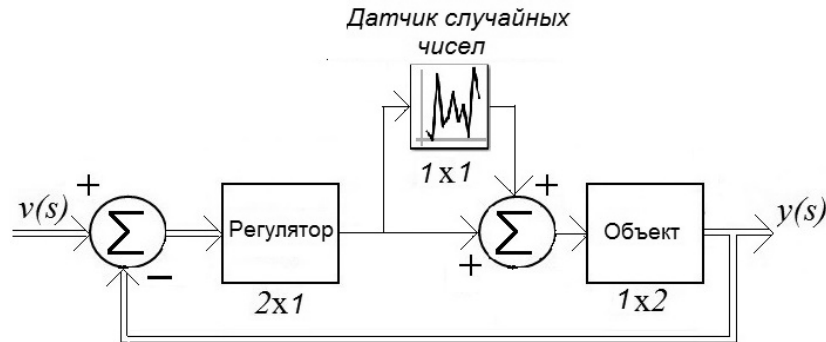 Датчик случайных
чисел
1x1
+
+
v(s)
Σ
Регулятор
Σ
Объект
y(s)
+
−
2x1
1x2